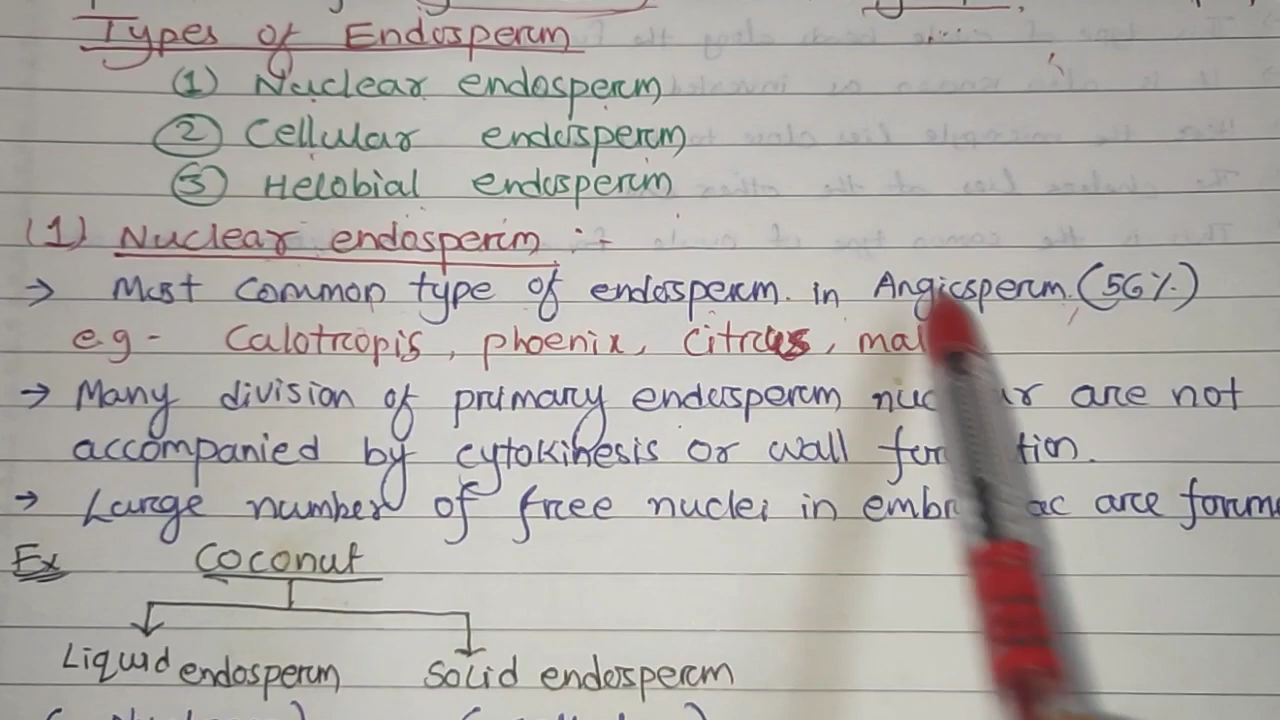 Types of Endosperm
(1) Nuclear endosperm
(2) Cellular endosperm
(3) Helobial endosperm
(1) Nuclear endosperm :-
→ Most common type of endosperm in Angiosperm (56%)
e.g - Calotropis, phoenix, Citrus,
→ Many division of primary endosperm are not
accompanied by cytokinesis or wall
→ Large number of free nuclei in are
Ex Coconut
Liquid endosperm Solid endosperm